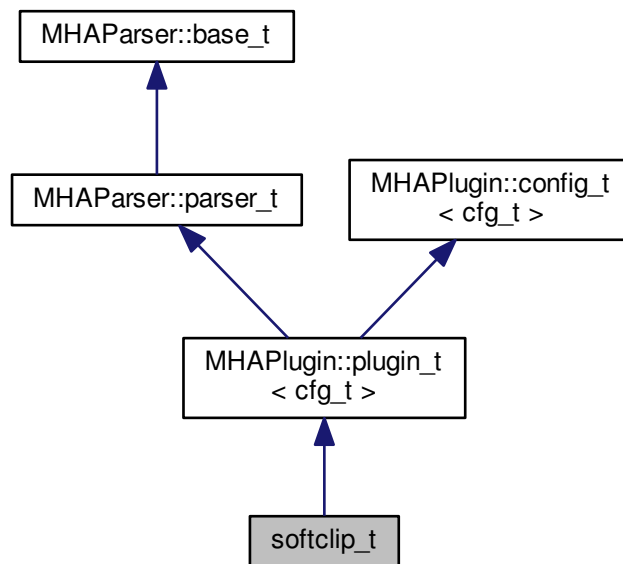 MHAParser::base_t
MHAParser::parser_t
MHAPlugin::config_t
< cfg_t >
MHAPlugin::plugin_t
< cfg_t >
softclip_t